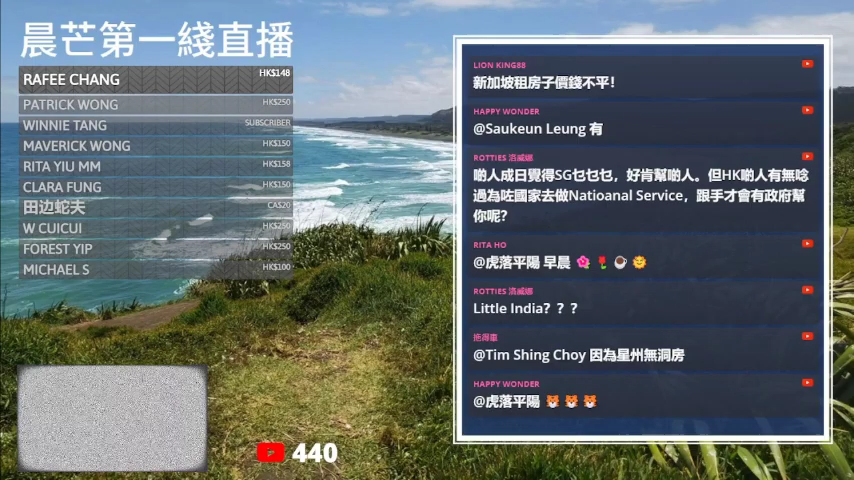 晨芒第一綫直播
RAFEE CHANG HK$148
PATRICK WONG HK$250
WINNIE TANG SUBSCRIBER
MAVERICK WONG HK$150
RITA YIU MM HK$158
CLARA FUNG HK$150
田边蛇夫 CA$20
W CUICUI HK$250
FOREST YIP HK$250
MICHAEL S HK$100
440
LION KING88
新加坡租房子價錢不平!
HAPPY WONDER
@Saukeun Leung 有
ROTTIES 洛威娜
啲人成日覺得SG乜乜乜，好肯幫啲人。但HK啲人有無唸
過為咗國家去做Natioanal Service，跟手才會有政府幫
你呢?
RITA HO
@虎落平陽 早晨 🌺 🌹 ☕ 🌞
ROTTIES 洛威娜
Little India? ? ?
拖得車
@Tim Shing Choy 因為星州無洞房
HAPPY WONDER
@虎落平陽 🐯 🐯 🐯